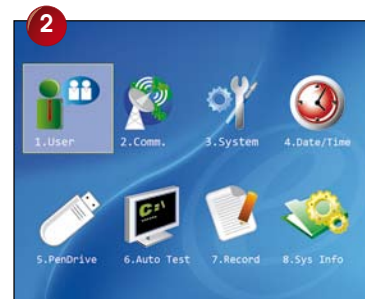 2
1.User
2.Comm.
3.System
4.Date/Time
C:\
5.PenDrive
6.Auto Test
7.Record
8.Sys Info